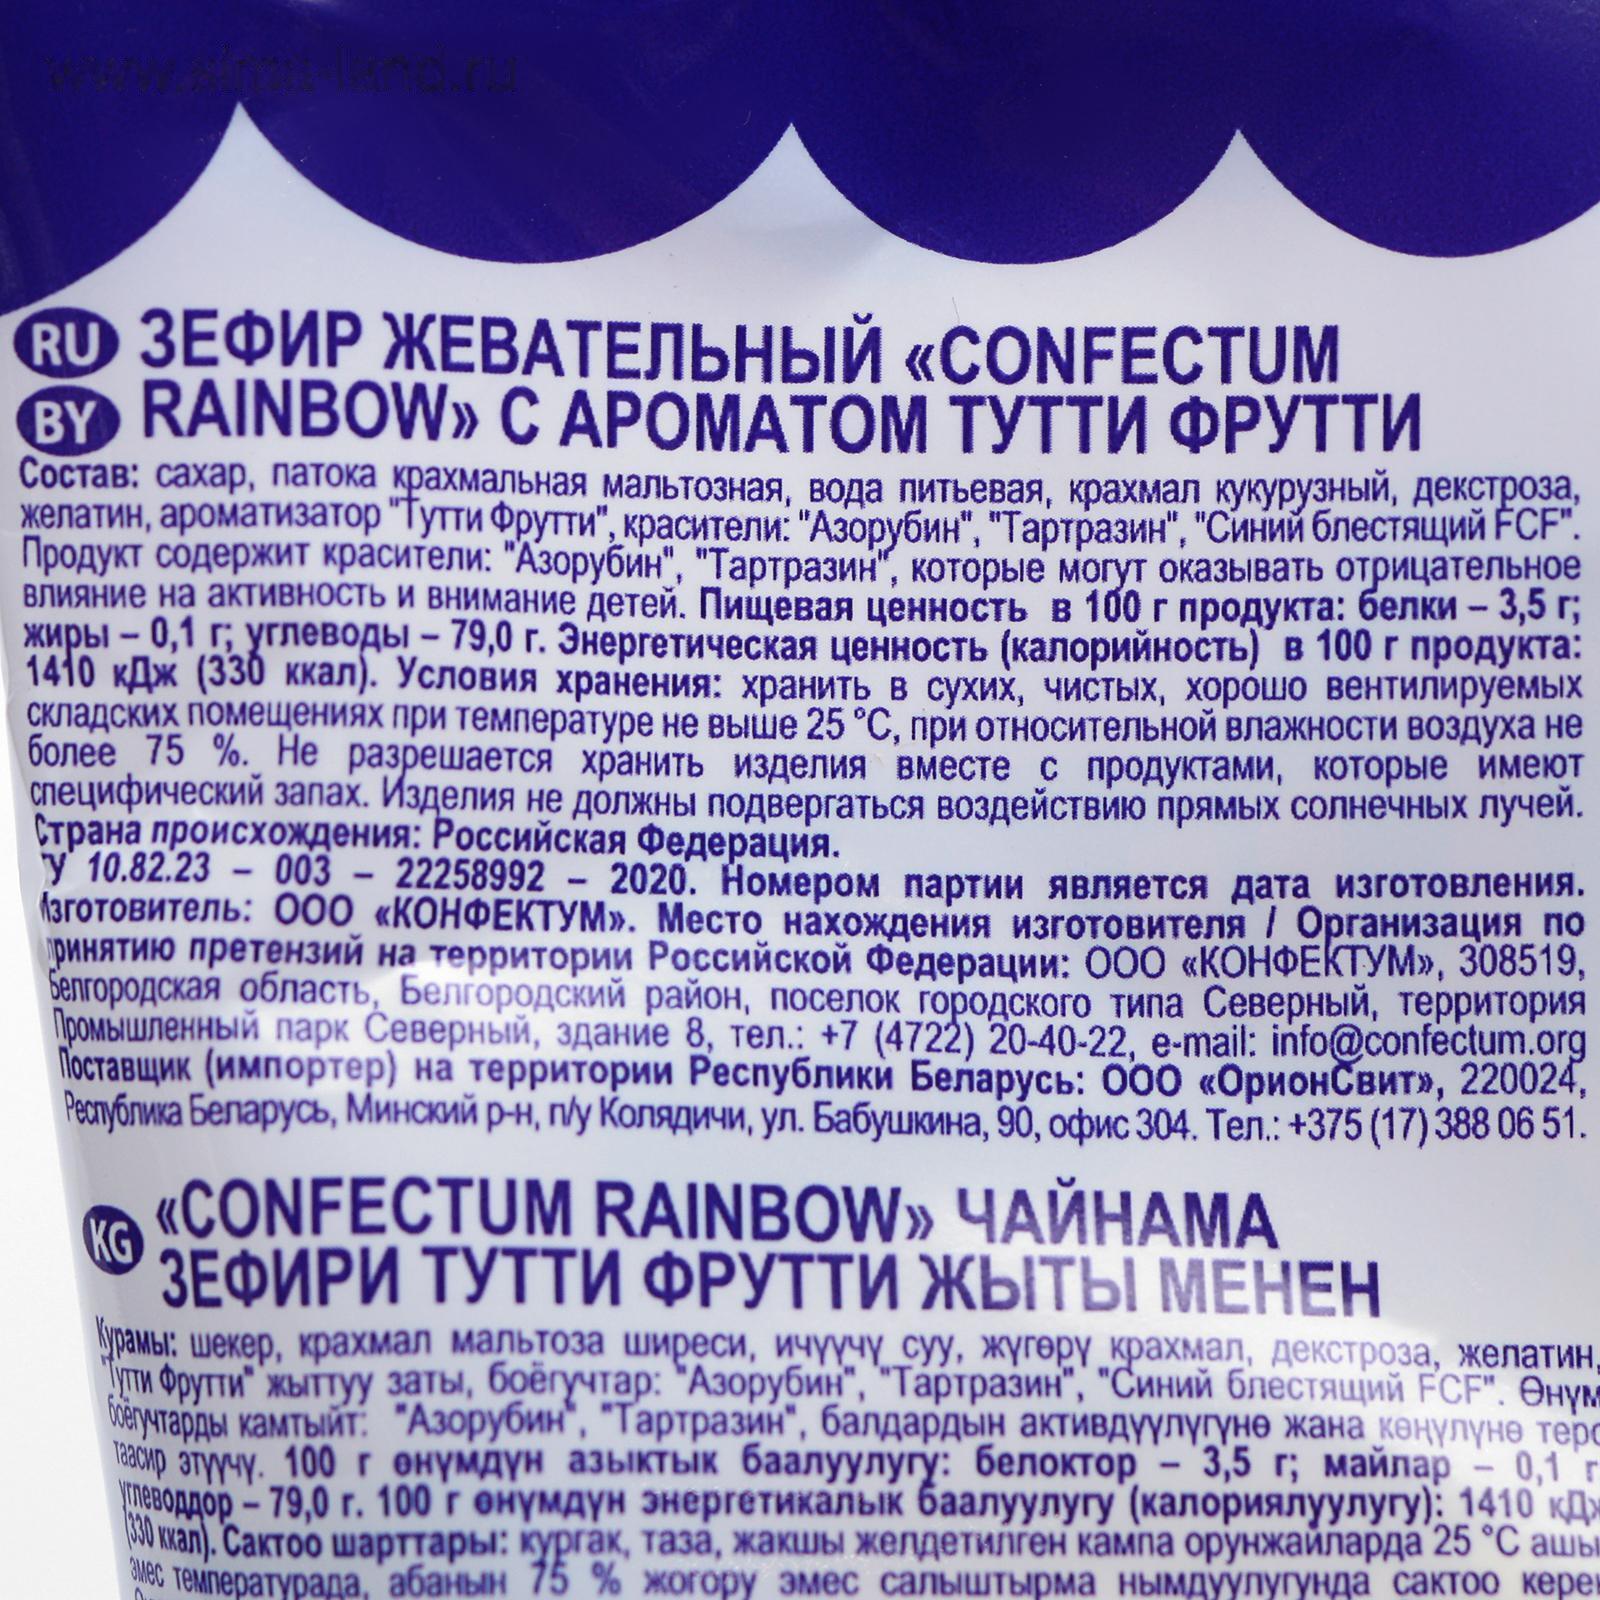 www.sima-land.ru
RU ЗЕФИР ЖЕВАТЕЛЬНЫЙ «CONFECTUM
BY RAINBOW» С АРОМАТОМ ТУТТИ ФРУТТИ
Состав: сахар, патока крахмальная мальтозная, вода питьевая, крахмал кукурузный, декстроза,
желатин, ароматизатор "Тутти Фрутти", красители: "Азорубин", "Тартразин", "Синий блестящий FCF".
Продукт содержит красители: "Азорубин", "Тартразин", которые могут оказывать отрицательное
влияние на активность и внимание детей. Пищевая ценность в 100 г продукта: белки – 3,5 г;
жиры – 0,1 г; углеводы – 79,0 г. Энергетическая ценность (калорийность) в 100 г продукта:
1410 кДж (330 ккал). Условия хранения: хранить в сухих, чистых, хорошо вентилируемых
складских помещениях при температуре не выше 25 °С, при относительной влажности воздуха не
более 75 %. Не разрешается хранить изделия вместе с продуктами, которые имеют
специфический запах. Изделия не должны подвергаться воздействию прямых солнечных лучей.
Страна происхождения: Российская Федерация.
ТУ 10.82.23 – 003 – 22258992 – 2020. Номером партии является дата изготовления.
Изготовитель: ООО «КОНФЕКТУМ». Место нахождения изготовителя / Организация по
принятию претензий на территории Российской Федерации: ООО «КОНФЕКТУМ», 308519,
Белгородская область, Белгородский район, поселок городского типа Северный, территория
Промышленный парк Северный, здание 8, тел.: +7 (4722) 20-40-22, e-mail: info@confectum.org
Поставщик (импортер) на территории Республики Беларусь: ООО «ОрионСвит», 220024,
Республика Беларусь, Минский р-н, п/у Колядичи, ул. Бабушкина, 90, офис 304. Тел.: +375 (17) 388 06 51.
KG «CONFECTUM RAINBOW» ЧАЙНАМА
ЗЕФИРИ ТУТТИ ФРУТТИ ЖЫТЫ МЕНЕН
Курамы: шекер, крахмал мальтоза ширеси, ичүүчү суу, жүгөрү крахмал, декстроза, желатин,
"Тутти Фрутти" жыттуу заты, боёгучтар: "Азорубин", "Тартразин", "Синий блестящий FCF". Өнүм
боёгучтарды камтыйт: "Азорубин", "Тартразин", балдардын активдүүлүгүнө жана көңүлүнө терс
таасир этүүчү. 100 г өнүмдүн азыктык баалуулугу: белоктор – 3,5 г; майлар – 0,1 г
углеводдор – 79,0 г. 100 г өнүмдүн энергетикалык баалуулугу (калориялуулугу): 1410 кДж
(330 ккал). Сактоо шарттары: кургак, таза, жакшы желдетилген кампа орунжайларда 25 °С ашы
эмес температурада, абанын 75 % жогору эмес салыштырма нымдуулугунда сактоо керек